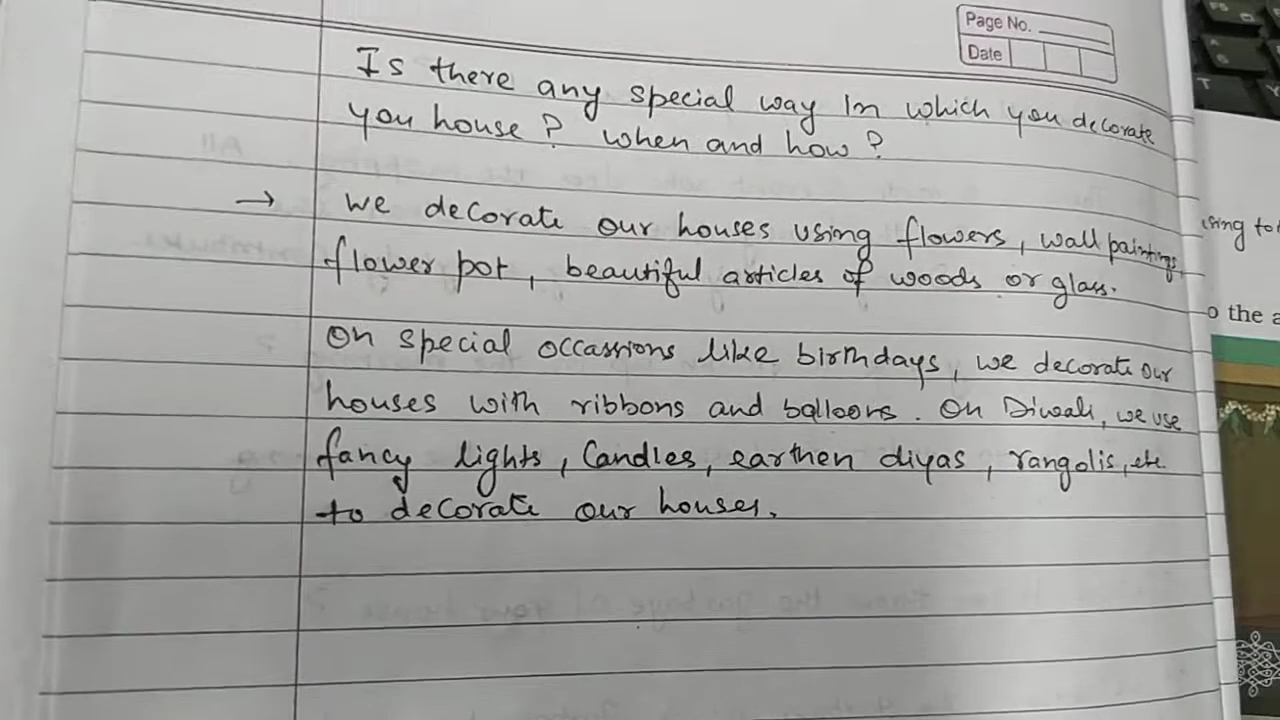 Page No.
Date
Is there any special way in which you decorate
you house? when and how?
→ we decorate our houses using flowers, wall paintings,
flower pot, beautiful articles of woods or glass.
On special occassions like birthdays, we decorate our
houses with ribbons and balloons. On Diwali, we use
fancy lights, Candles, earthen diyas, rangolis, etc.
to decorate our houses.
o the a